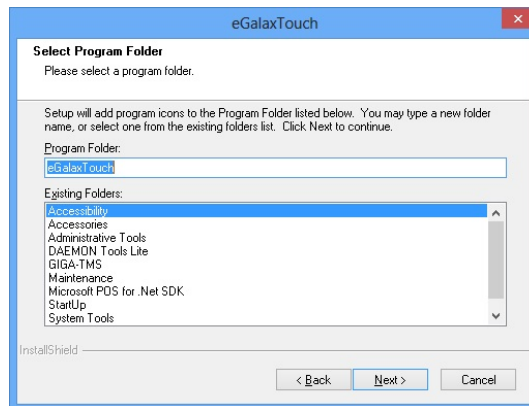 eGalaxTouch
Select Program Folder
Please select a program folder.
Setup will add program icons to the Program Folder listed below. You may type a new folder
name, or select one from the existing folders list. Click Next to continue.
Program Folder:
eGalaxTouch
Existing Folders:
Accessibility
Accessories
Administrative Tools
DAEMON Tools Lite
GIGA-TMS
Maintenance
Microsoft POS for .Net SDK
StartUp
System Tools
InstallShield
< Back
Next >
Cancel